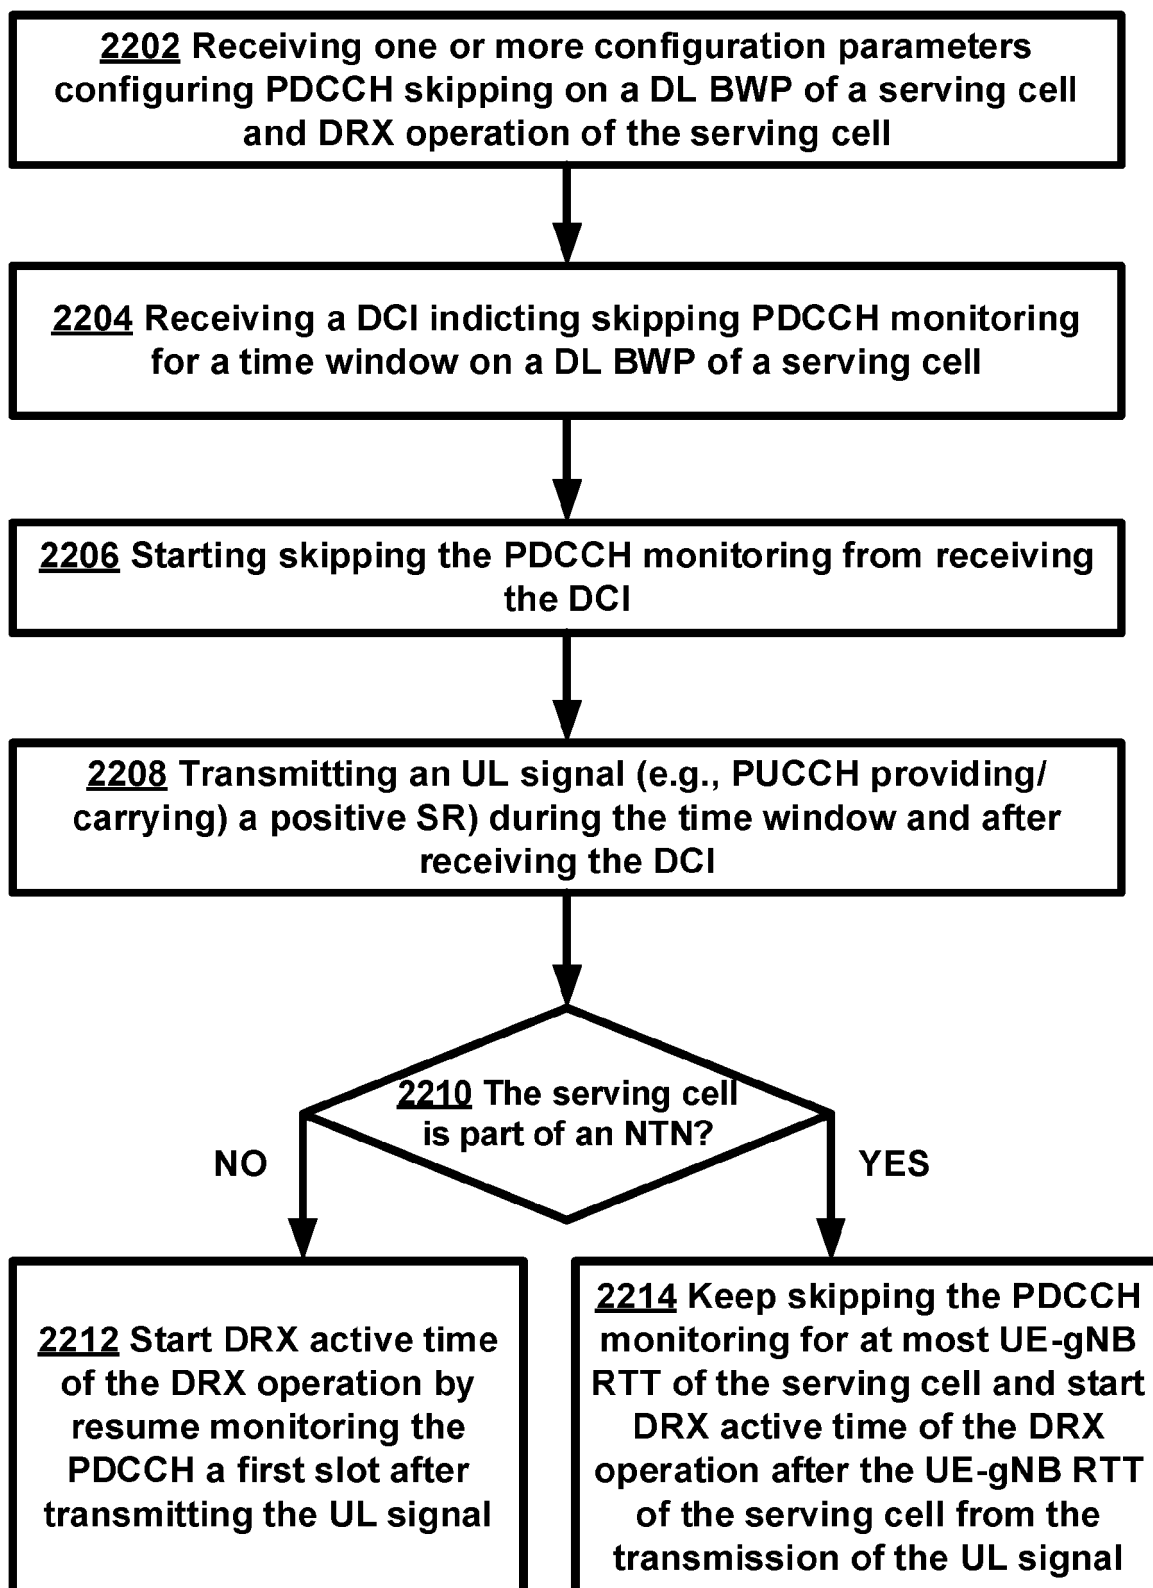 2202 Receiving one or more configuration parameters
configuring PDCCH skipping on a DL BWP of a serving cell
and DRX operation of the serving cell
2204 Receiving a DCI indicting skipping PDCCH monitoring
for a time window on a DL BWP of a serving cell
2206 Starting skipping the PDCCH monitoring from receiving
the DCI
2208 Transmitting an UL signal (e.g., PUCCH providing/
carrying) a positive SR) during the time window and after
receiving the DCI
2210 The serving cell
is part of an NTN?
NO
YES
2212 Start DRX active time
of the DRX operation by
resume monitoring the
PDCCH a first slot after
transmitting the UL signal
2214 Keep skipping the PDCCH
monitoring for at most UE-gNB
RTT of the serving cell and start
DRX active time of the DRX
operation after the UE-gNB RTT
of the serving cell from the
transmission of the UL signal